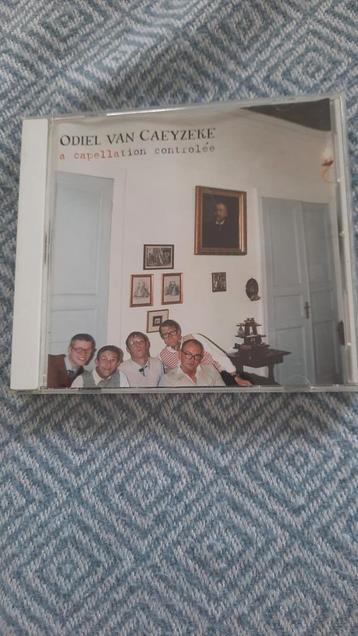 ODIEL VAN CAEYZEKE
a capellation controlée